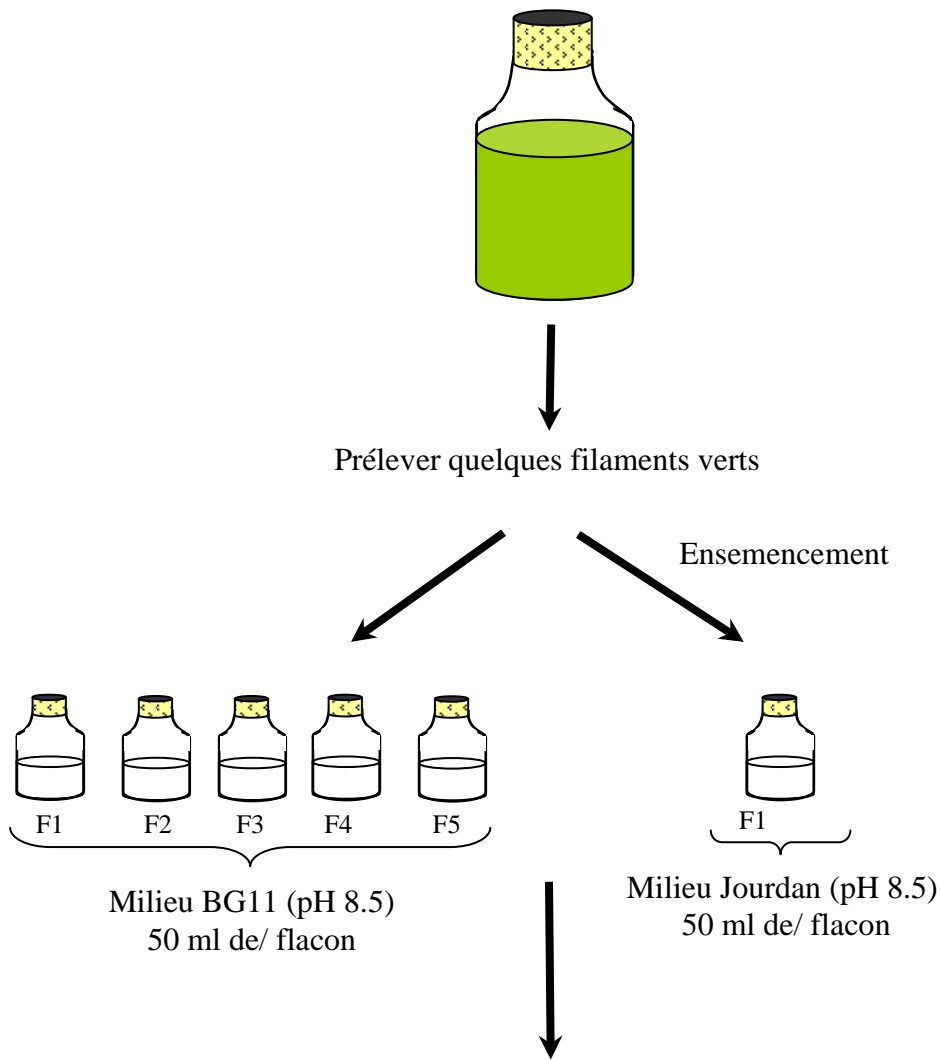 Prélever quelques filaments verts
Ensemencement
F1 F2 F3 F4 F5
F1
Milieu BG11 (pH 8.5)
50 ml de/ flacon
Milieu Jourdan (pH 8.5)
50 ml de/ flacon